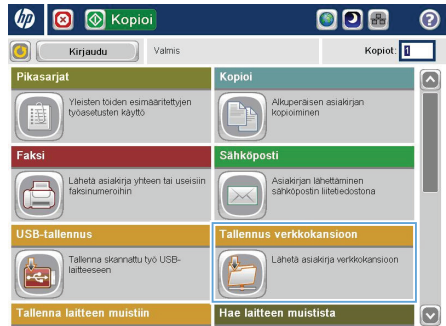 hp Kopioi
Kirjaudu Valmis Kopiot: 1
Pikasarjat
Yleisten töiden esimääritettyjen
työasetusten käyttö
Kopioi
Alkuperäisen asiakirjan
kopioiminen
Faksi
Lähetä asiakirja yhteen tai useisiin
faksinumeroihin
Sähköposti
Asiakirjan lähettäminen
sähköpostin liitetiedostona
USB-tallennus
Tallenna skannattu työ USB-
laitteeseen
Tallennus verkkokansioon
Lähetä asiakirja verkkokansioon
Tallenna laitteen muistiin
Hae laitteen muistista